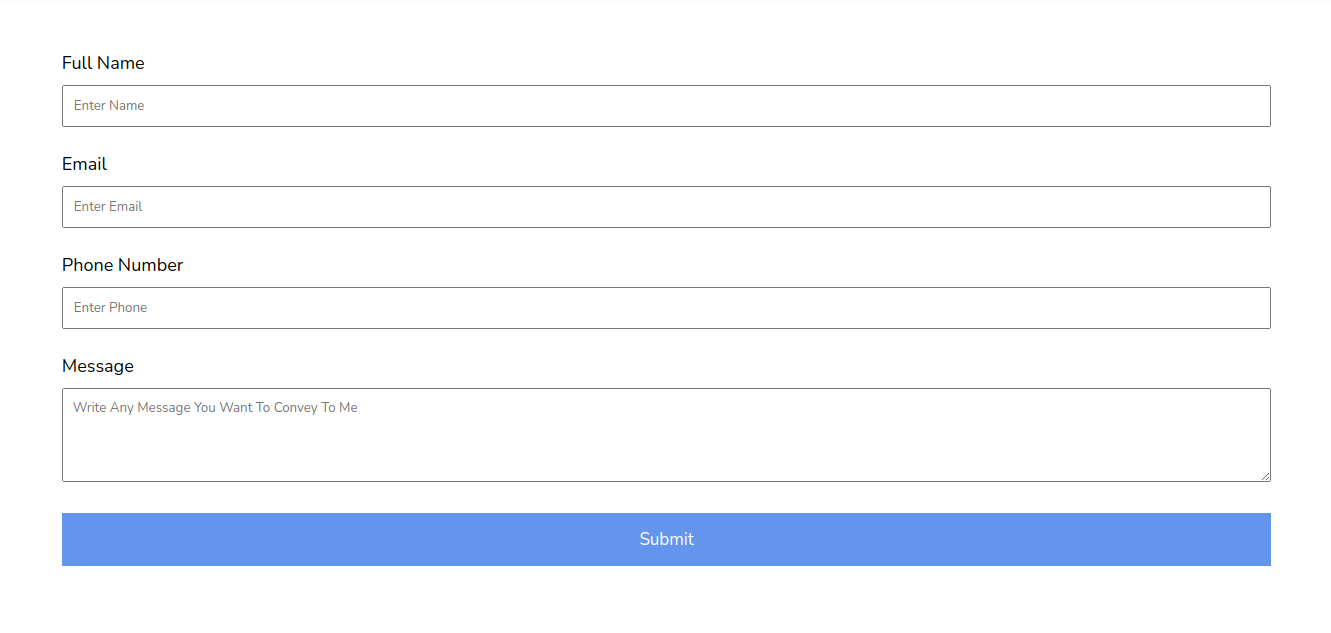 Full Name
Enter Name
Email
Enter Email
Phone Number
Enter Phone
Message
Write Any Message You Want To Convey To Me
Submit